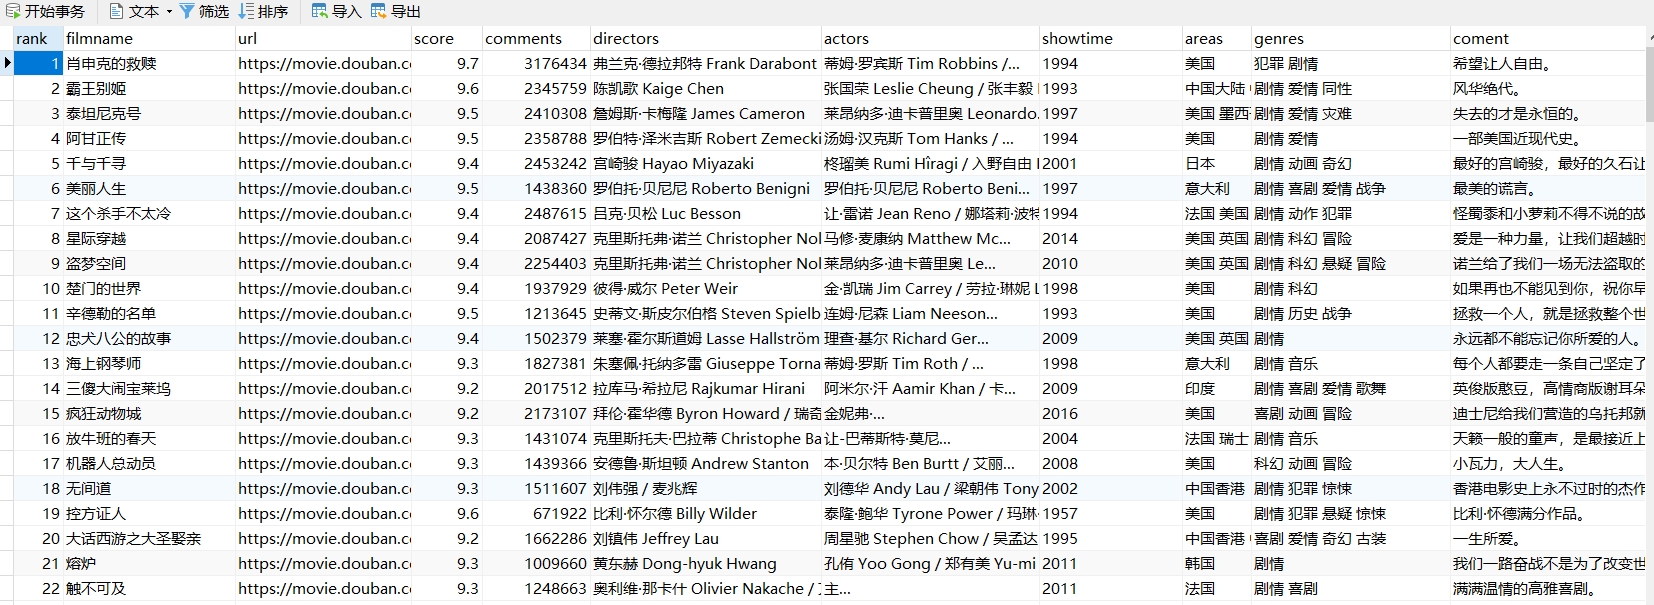 开始事务 文本 筛选 排序 导入 导出
rank filmname url score comments directors actors showtime areas genres coment
1 肖申克的救赎 https://movie.douban.c 9.7 3176434 弗兰克·德拉邦特 Frank Darabont 蒂姆·罗宾斯 Tim Robbins /... 1994 美国 犯罪 剧情 希望让人自由。
2 霸王别姬 https://movie.douban.c 9.6 2345759 陈凯歌 Kaige Chen 张国荣 Leslie Cheung / 张丰毅 1993 中国大陆 剧情 爱情 同性 风华绝代。
3 泰坦尼克号 https://movie.douban.c 9.5 2410308 詹姆斯·卡梅隆 James Cameron 莱昂纳多·迪卡普里奥 Leonardo. 1997 美国 墨西 剧情 爱情 灾难 失去的才是永恒的。
4 阿甘正传 https://movie.douban.c 9.5 2358788 罗伯特·泽米吉斯 Robert Zemecki 汤姆·汉克斯 Tom Hanks / ... 1994 美国 剧情 爱情 一部美国近现代史。
5 千与千寻 https://movie.douban.c 9.4 2453242 宫崎骏 Hayao Miyazaki 柊瑠美 Rumi Hîragi / 入野自由 2001 日本 剧情 动画 奇幻 最好的宫崎骏，最好的久石让
6 美丽人生 https://movie.douban.c 9.5 1438360 罗伯托·贝尼尼 Roberto Benigni 罗伯托·贝尼尼 Roberto Beni... 1997 意大利 剧情 喜剧 爱情 战争 最美的谎言。
7 这个杀手不太冷 https://movie.douban.c 9.4 2487615 吕克·贝松 Luc Besson 让·雷诺 Jean Reno / 娜塔莉·波特 1994 法国 美国 剧情 动作 犯罪 怪蜀黍和小萝莉不得不说的故
8 星际穿越 https://movie.douban.c 9.4 2087427 克里斯托弗·诺兰 Christopher Nol 马修·麦康纳 Matthew Mc... 2014 美国 英国 剧情 科幻 冒险 爱是一种力量，让我们超越时
9 盗梦空间 https://movie.douban.c 9.4 2254403 克里斯托弗·诺兰 Christopher Nol 莱昂纳多·迪卡普里奥 Le... 2010 美国 英国 剧情 科幻 悬疑 冒险 诺兰给了我们一场无法盗取的
10 楚门的世界 https://movie.douban.c 9.4 1937929 彼得·威尔 Peter Weir 金·凯瑞 Jim Carrey / 劳拉·琳妮 L 1998 美国 剧情 科幻 如果再也不能见到你，祝你早
11 辛德勒的名单 https://movie.douban.c 9.5 1213645 史蒂文·斯皮尔伯格 Steven Spielb 连姆·尼森 Liam Neeson... 1993 美国 剧情 历史 战争 拯救一个人，就是拯救整个世
12 忠犬八公的故事 https://movie.douban.c 9.4 1502379 莱塞·霍尔斯道姆 Lasse Hallström 理查·基尔 Richard Ger... 2009 美国 英国 剧情 永远都不能忘记你所爱的人。
13 海上钢琴师 https://movie.douban.c 9.3 1827381 朱塞佩·托纳多雷 Giuseppe Torna 蒂姆·罗斯 Tim Roth / ... 1998 意大利 剧情 音乐 每个人都要走一条自己坚定了
14 三傻大闹宝莱坞 https://movie.douban.c 9.2 2017512 拉库马·希拉尼 Rajkumar Hirani 阿米尔·汗 Aamir Khan / 卡... 2009 印度 剧情 喜剧 爱情 歌舞 英俊版憨豆，高情商版谢耳朵
15 疯狂动物城 https://movie.douban.c 9.2 2173107 拜伦·霍华德 Byron Howard / 瑞奇 金妮弗·... 2016 美国 喜剧 动画 冒险 迪士尼给我们营造的乌托邦就
16 放牛班的春天 https://movie.douban.c 9.3 1431074 克里斯托夫·巴拉蒂 Christophe Ba 让-巴蒂斯特·莫尼... 2004 法国 瑞士 剧情 音乐 天籁一般的童声，是最接近上
17 机器人总动员 https://movie.douban.c 9.3 1439366 安德鲁·斯坦顿 Andrew Stanton 本·贝尔特 Ben Burtt / 艾丽... 2008 美国 科幻 动画 冒险 小瓦力，大人生。
18 无间道 https://movie.douban.c 9.3 1511607 刘伟强 / 麦兆辉 刘德华 Andy Lau / 梁朝伟 Tony 2002 中国香港 剧情 犯罪 惊悚 香港电影史上永不过时的杰作
19 控方证人 https://movie.douban.c 9.6 671922 比利·怀尔德 Billy Wilder 泰隆·鲍华 Tyrone Power / 玛琳· 1957 美国 剧情 犯罪 悬疑 惊悚 比利·怀德满分作品。
20 大话西游之大圣娶亲 https://movie.douban.c 9.2 1662286 刘镇伟 Jeffrey Lau 周星驰 Stephen Chow / 吴孟达 1995 中国香港 喜剧 爱情 奇幻 古装 一生所爱。
21 熔炉 https://movie.douban.c 9.3 1009660 黄东赫 Dong-hyuk Hwang 孔侑 Yoo Gong / 郑有美 Yu-mi 2011 韩国 剧情 我们一路奋战不是为了改变世
22 触不可及 https://movie.douban.c 9.3 1248663 奥利维·那卡什 Olivier Nakache / 主... 2011 法国 剧情 喜剧 满满温情的高雅喜剧。